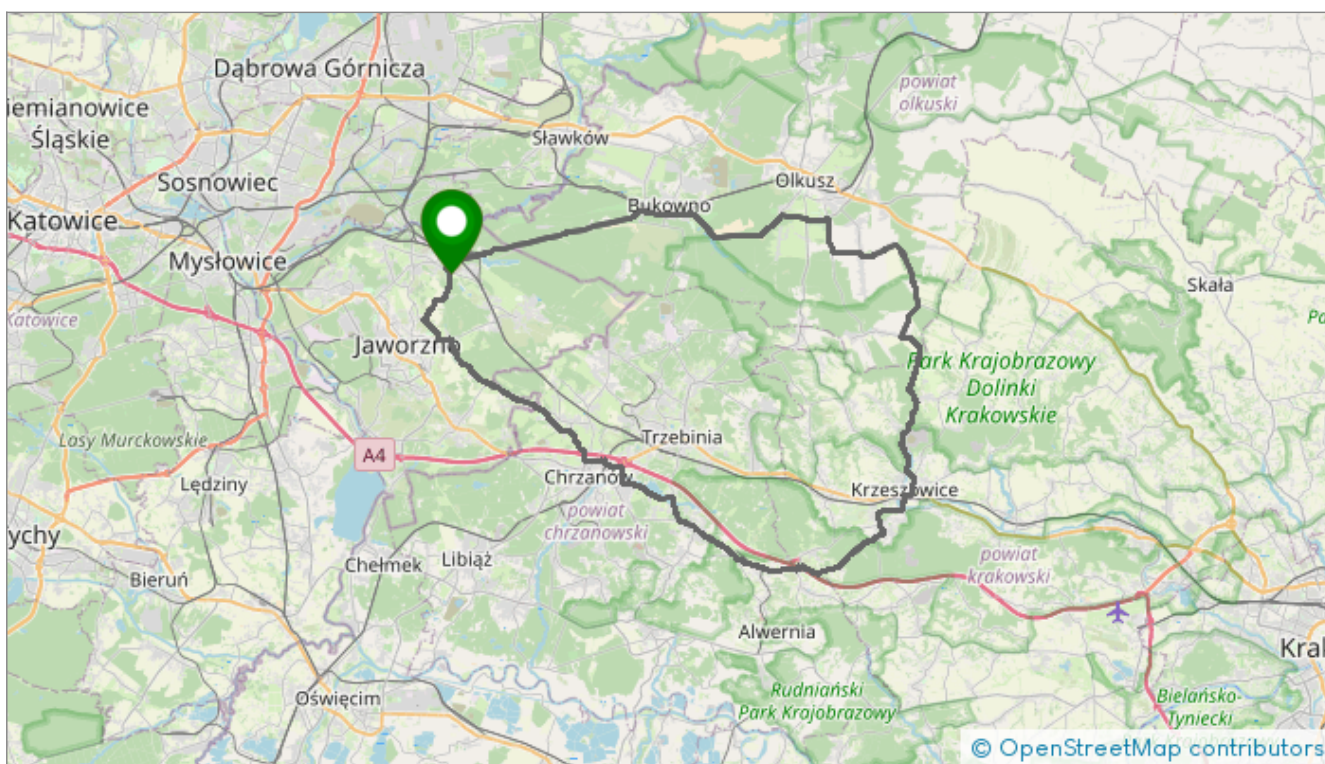 Dąbrowa Górnicza
iemianowice
Śląskie
Sławków
powiat
olkuski
Sosnowiec
Olkusz
Katowice
Bukowno
Mysłowice
Skała
Katowice
Jaworzno
Park Krajobrazowy
Dolinki
Krakowskie
Lasy Murckowskie
A4
Trzebinia
Lędziny
Chrzanów
Krzeszowice
powiat
chrzanowski
ychy
Chełmek
Libiąż
powiat
krakowski
Bieruń
Alwernia
Kral
Oświęcim
Rudniański
Park Krajobrazowy
Bielańsko-
Tyniecki
© OpenStreetMap contributors